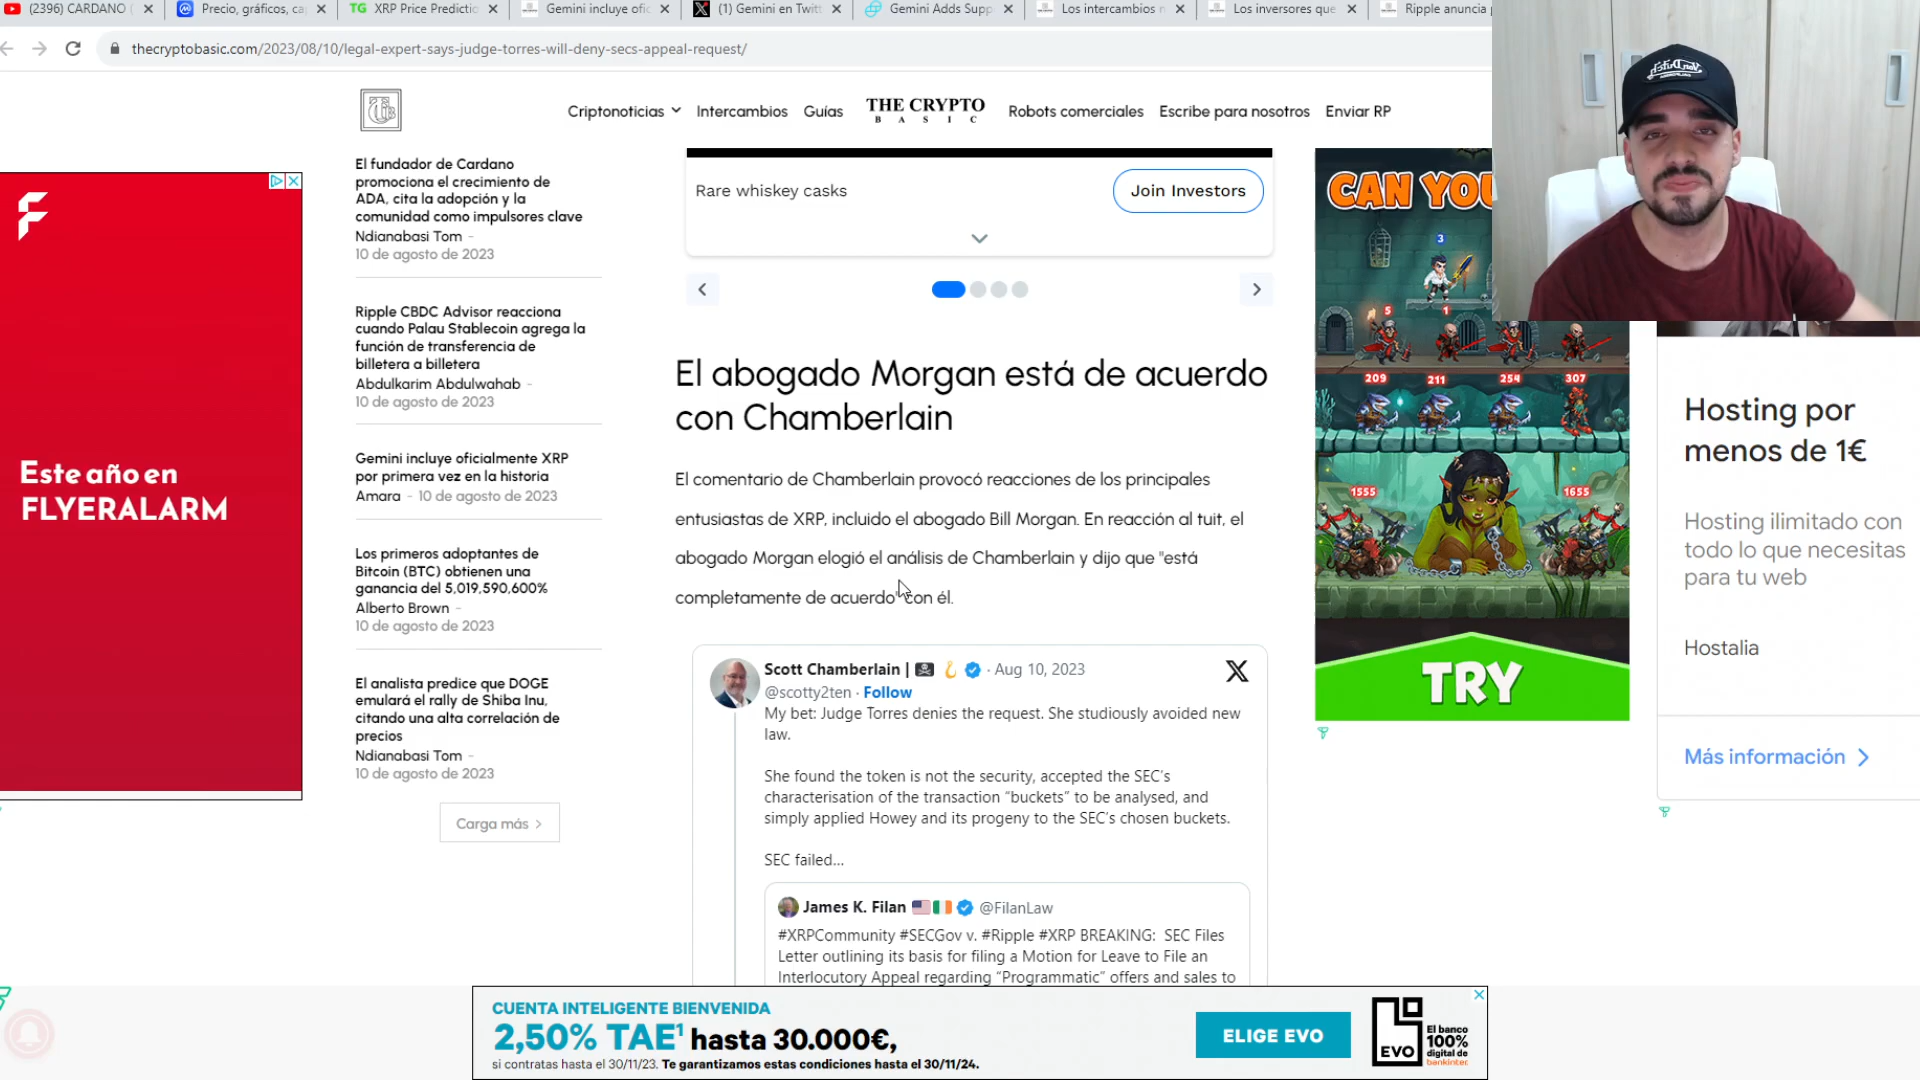 (2396) CARDANO
Precio, gráficos, ca
TG XRP Price Predictio
Gemini incluye ofic
(1) Gemini en Twitt
Gemini Adds Supp
Los intercambios n
Los inversores que
Ripple anuncia p
thecryptobasic.com/2023/08/10/legal-expert-says-judge-torres-will-deny-secs-appeal-request/
Criptonoticias
Intercambios
Guías
THE CRYPTO
BASIC
Robots comerciales
Escribe para nosotros
Enviar RP
Este año en
FLYERALARM
El fundador de Cardano
promociona el crecimiento de
ADA, cita la adopción y la
comunidad como impulsores clave
Ndianabasi Tom -
10 de agosto de 2023
Ripple CBDC Advisor reacciona
cuando Palau Stablecoin agrega la
función de transferencia de
billetera a billetera
Abdulkarim Abdulwahab -
10 de agosto de 2023
Gemini incluye oficialmente XRP
por primera vez en la historia
Amara - 10 de agosto de 2023
Los primeros adoptantes de
Bitcoin (BTC) obtienen una
ganancia del 5,019,590,600%
Alberto Brown -
10 de agosto de 2023
El analista predice que DOGE
emulará el rally de Shiba Inu,
citando una alta correlación de
precios
Ndianabasi Tom -
10 de agosto de 2023
Carga más >
Rare whiskey casks
Join Investors
El abogado Morgan está de acuerdo
con Chamberlain
El comentario de Chamberlain provocó reacciones de los principales
entusiastas de XRP, incluido el abogado Bill Morgan. En reacción al tuit, el
abogado Morgan elogió el análisis de Chamberlain y dijo que "está
completamente de acuerdo" con él.
Scott Chamberlain | · Aug 10, 2023
@scotty2ten · Follow
My bet: Judge Torres denies the request. She studiously avoided new
law.
She found the token is not the security, accepted the SEC's
characterisation of the transaction “buckets” to be analysed, and
simply applied Howey and its progeny to the SEC's chosen buckets.
SEC failed...
James K. Filan @FilanLaw
#XRPCommunity #SECGov v. #Ripple #XRP BREAKING: SEC Files
Letter outlining its basis for filing a Motion for Leave to File an
Interlocutory Appeal regarding “Programmatic” offers and sales to
CAN YOU
3
5
1
209
211
254
307
1555
1655
TRY
Von Dutch
Hosting por
menos de 1€
Hosting ilimitado con
todo lo que necesitas
para tu web
Hostalia
Más información >
CUENTA INTELIGENTE BIENVENIDA
2,50% TAE¹ hasta 30.000€,
si contratas hasta el 30/11/23. Te garantizamos estas condiciones hasta el 30/11/24.
ELIGE EVO
EVO
El banco
100%
digital de
bankinter